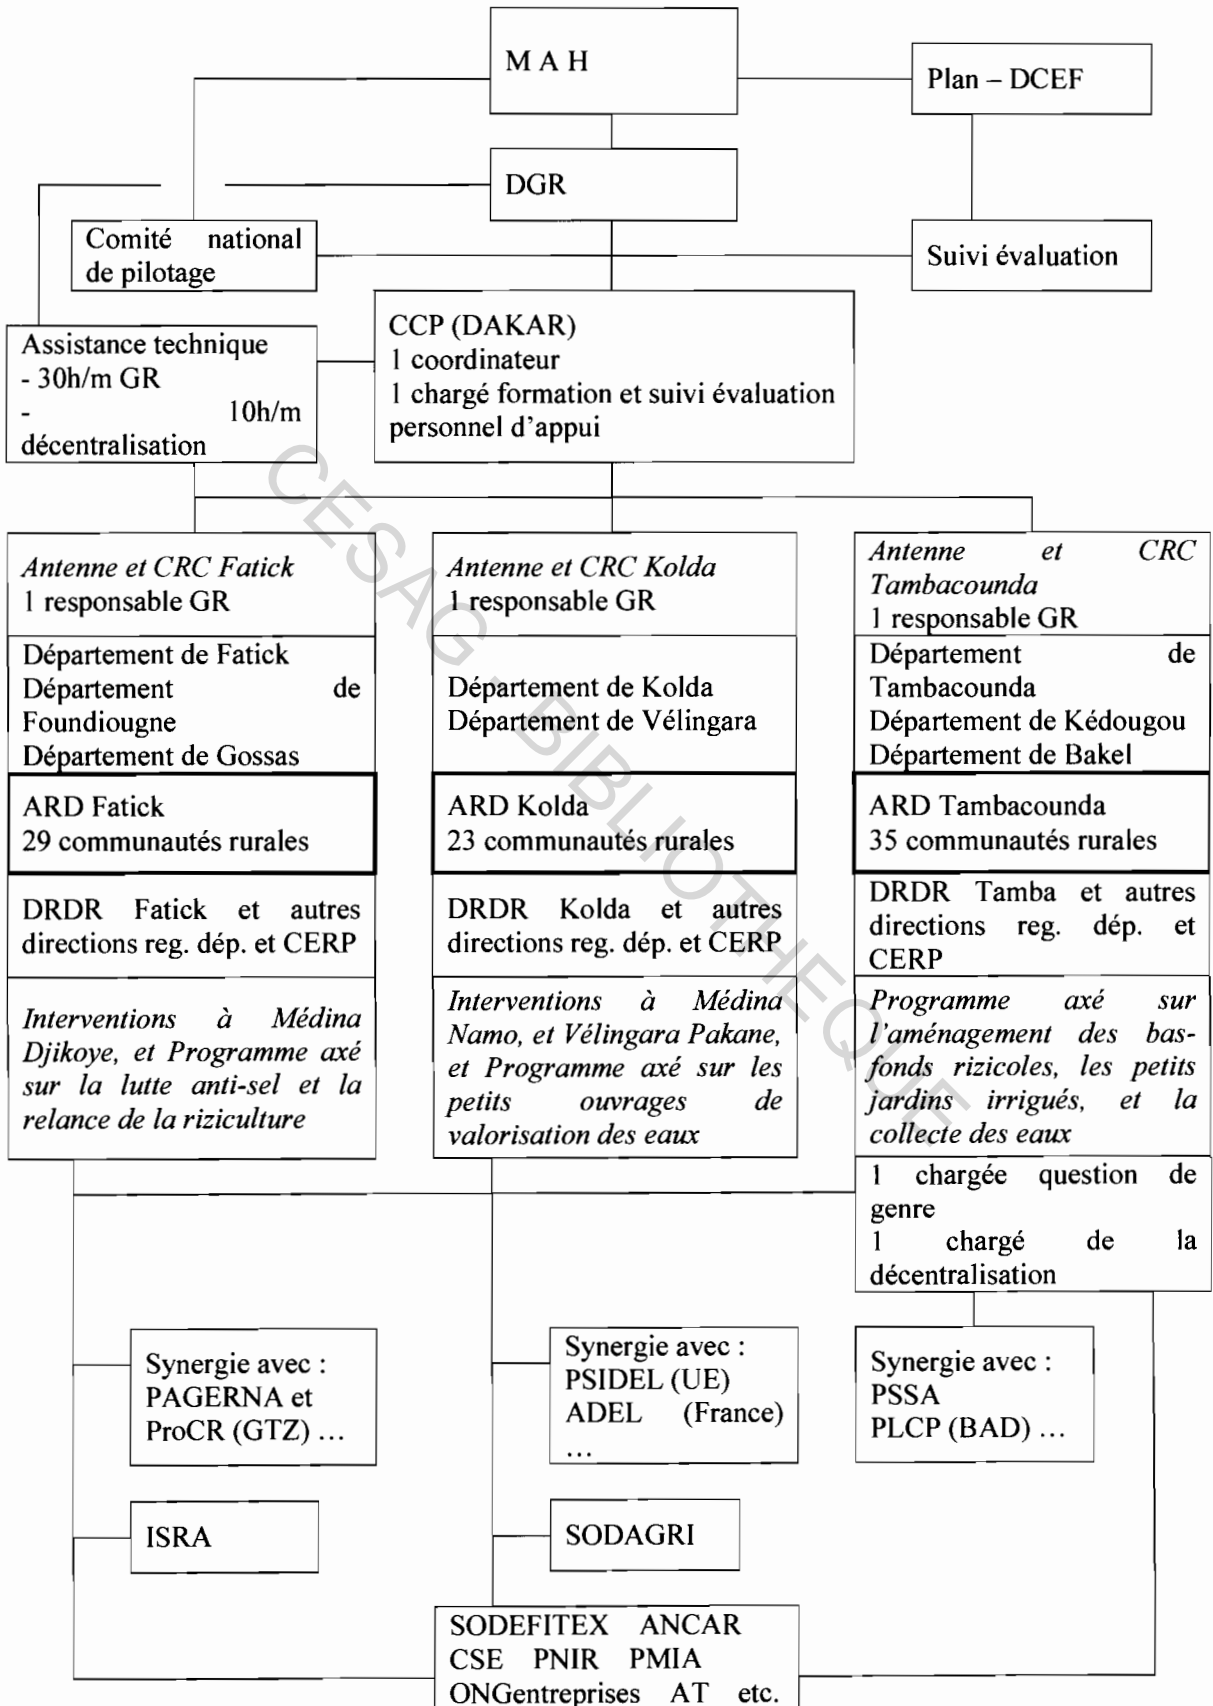 M A H
Plan – DCEF
DGR
Comité national
de pilotage
Suivi évaluation
Assistance technique
- 30h/m GR
- 10h/m
décentralisation
CCP (DAKAR)
1 coordinateur
1 chargé formation et suivi évaluation
personnel d'appui
Antenne et CRC Fatick
1 responsable GR
Département de Fatick
Département de
Foundiougne
Département de Gossas
ARD Fatick
29 communautés rurales
DRDR Fatick et autres
directions reg. dép. et CERP
Interventions à Médina
Djikoye, et Programme axé
sur la lutte anti-sel et la
relance de la riziculture
Antenne et CRC Kolda
1 responsable GR
Département de Kolda
Département de Vélingara
ARD Kolda
23 communautés rurales
DRDR Kolda et autres
directions reg. dép. et CERP
Interventions à Médina
Namo, et Vélingara Pakane,
et Programme axé sur les
petits ouvrages de
valorisation des eaux
Antenne et CRC
Tambacounda
1 responsable GR
Département de
Tambacounda
Département de Kédougou
Département de Bakel
ARD Tambacounda
35 communautés rurales
DRDR Tamba et autres
directions reg. dép. et
CERP
Programme axé sur
l'aménagement des bas-
fonds rizicoles, les petits
jardins irrigués, et la
collecte des eaux
1 chargée question de
genre
1 chargé de la
décentralisation
Synergie avec :
PAGERNA et
ProCR (GTZ) ...
Synergie avec :
PSIDEL (UE)
ADEL (France)
...
Synergie avec :
PSSA
PLCP (BAD) ...
ISRA
SODAGRI
SODEFITEX ANCAR
CSE PNIR PMIA
ONGentreprises AT etc.
CESAG - BIBLIOTHEQUE